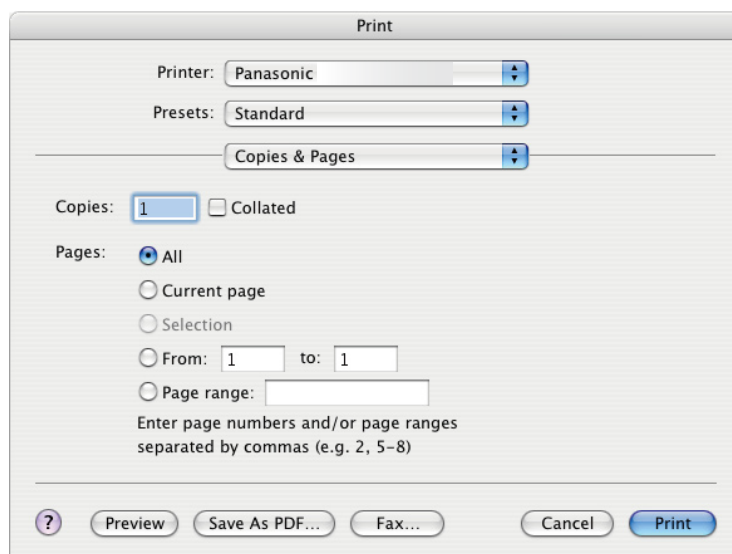 Print
Printer: Panasonic
Presets: Standard
Copies & Pages
Copies: 1 Collated
Pages: All
Current page
Selection
From: 1 to: 1
Page range:
Enter page numbers and/or page ranges
separated by commas (e.g. 2, 5-8)
? Preview Save As PDF... Fax... Cancel Print